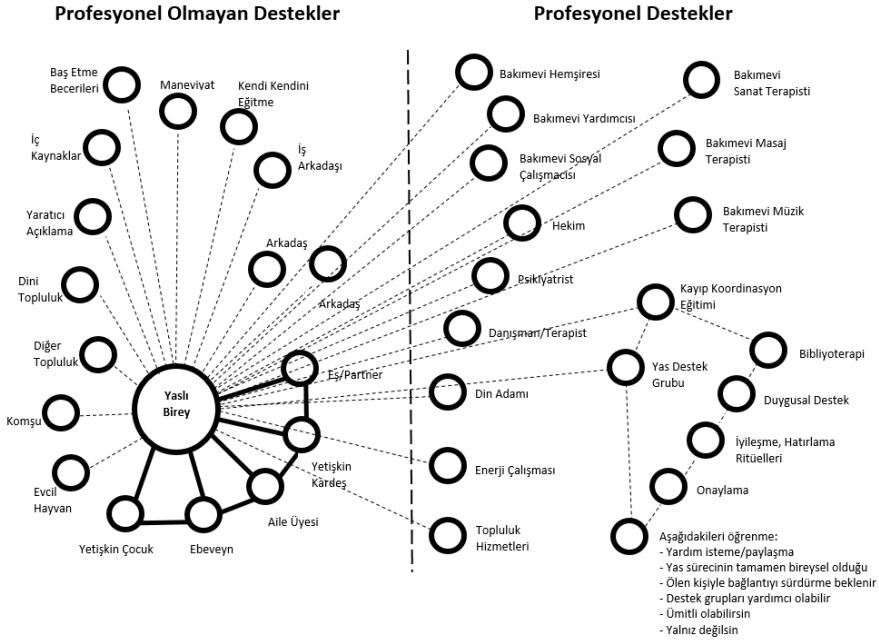 Profesyonel Olmayan Destekler
Profesyonel Destekler
Baş Etme
Becerileri
Maneviyat
Kendi Kendini
Eğitme
İş
Arkadaşı
İç
Kaynaklar
Yaratıcı
Açıklama
Dini
Topluluk
Diğer
Topluluk
Komşu
Evcil
Hayvan
Arkadaş
Arkadaş
Yaslı
Birey
Eş/Partner
Yetişkin
Kardeş
Aile Üyesi
Ebeveyn
Yetişkin Çocuk
Bakımevi Hemşiresi
Bakımevi Yardımcısı
Bakımevi Sosyal
Çalışmacısı
Hekim
Psikiyatrist
Danışman/Terapist
Din Adamı
Enerji Çalışması
Topluluk
Hizmetleri
Bakımevi
Sanat Terapisti
Bakımevi Masaj
Terapisti
Bakımevi Müzik
Terapisti
Kayıp Koordinasyon
Eğitimi
Yas Destek
Grubu
Bibliyoterapi
Duygusal Destek
İyileşme, Hatırlama
Ritüelleri
Onaylama
Aşağıdakileri öğrenme:
- Yardım isteme/paylaşma
- Yas sürecinin tamamen bireysel olduğu
- Ölen kişiyle bağlantıyı sürdürme beklenir
- Destek grupları yardımcı olabilir
- Ümitli olabilirsin
- Yalnız değilsin